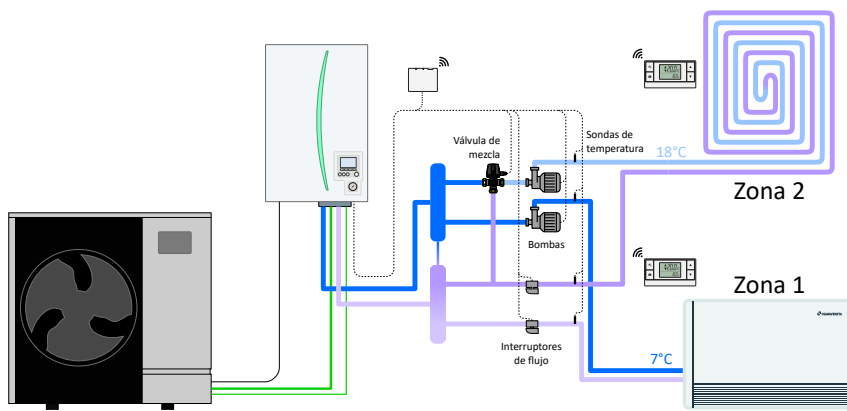 Válvula de
mezcla
Sondas de
temperatura
18°C
Zona 2
Bombas
Zona 1
Interruptores
de flujo
7°C